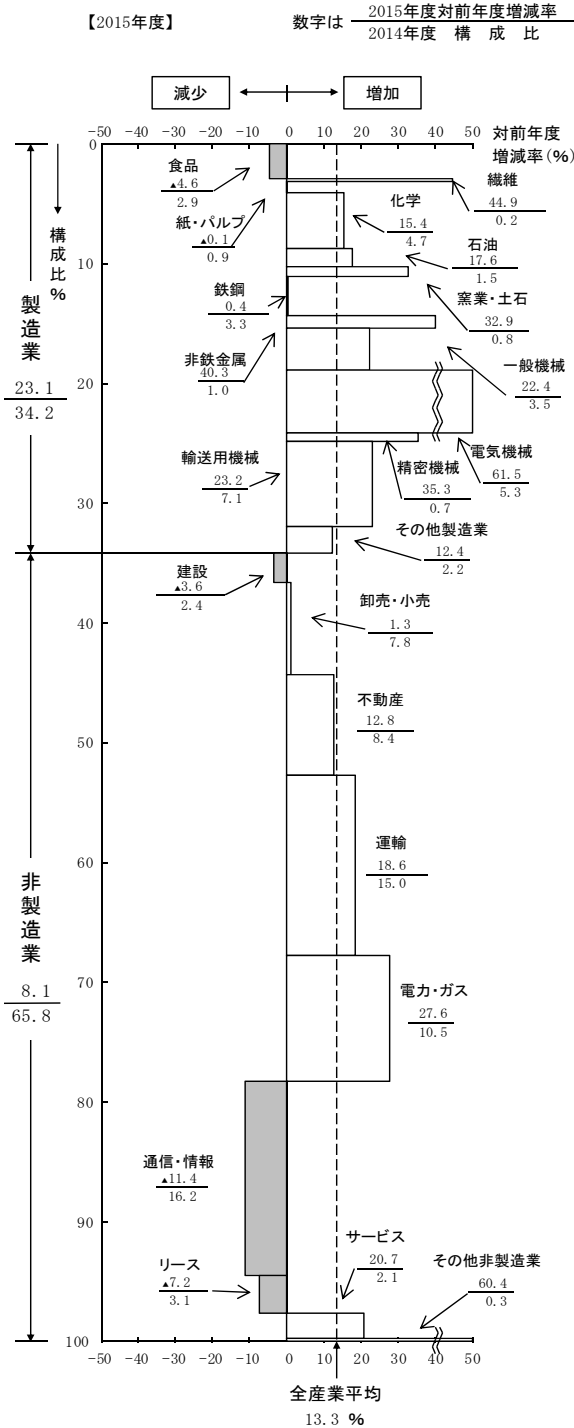 【2015年度】
数字は 2015年度対前年度増減率
2014年度 構 成 比
減少
増加
-50 -40 -30 -20 -10 0 10 20 30 40 50
対前年度
増減率(%)
0
10
20
30
40
50
60
70
80
90
100
構成比%
製造業
23.1
34.2
非製造業
8.1
65.8
食品
▲4.6
2.9
繊維
44.9
0.2
紙・パルプ
▲0.1
0.9
化学
15.4
4.7
石油
17.6
1.5
窯業・土石
32.9
0.8
鉄鋼
0.4
3.3
非鉄金属
40.3
1.0
一般機械
22.4
3.5
電気機械
61.5
5.3
精密機械
35.3
0.7
輸送用機械
23.2
7.1
その他製造業
12.4
2.2
建設
▲3.6
2.4
卸売・小売
1.3
7.8
不動産
12.8
8.4
運輸
18.6
15.0
電力・ガス
27.6
10.5
通信・情報
▲11.4
16.2
リース
▲7.2
3.1
サービス
20.7
2.1
その他非製造業
60.4
0.3
-50 -40 -30 -20 -10 0 10 20 30 40 50
全産業平均
13.3 %